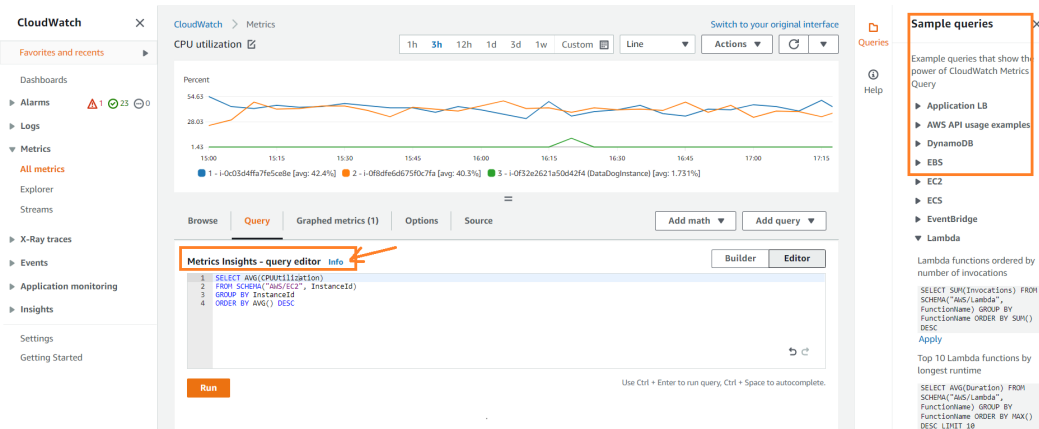 CloudWatch
Favorites and recents
Dashboards
Alarms 1 23 0
Logs
Metrics
All metrics
Explorer
Streams
X-Ray traces
Events
Application monitoring
Insights
Settings
Getting Started
CloudWatch > Metrics
Switch to your original interface
CPU utilization
1h 3h 12h 1d 3d 1w Custom Line Actions
Percent
54.63
28.03
1.43
15:00 15:15 15:30 15:45 16:00 16:15 16:30 16:45 17:00 17:15
1 - i-0c03d4ffa7fe5ce8e [avg: 42.4%] 2 - i-0f8dfe6d675f0c7fa [avg: 40.3%] 3 - i-0f32e2621a50d42f4 (DataDogInstance) [avg: 1.731%]
Browse Query Graphed metrics (1) Options Source Add math Add query
Metrics Insights - query editor Info
Builder Editor
1 SELECT AVG(CPUUtilization)
2 FROM SCHEMA("AWS/EC2", InstanceId)
3 GROUP BY InstanceId
4 ORDER BY AVG() DESC
Run
Use Ctrl + Enter to run query, Ctrl + Space to autocomplete.
Queries
Help
Sample queries
Example queries that show the
power of CloudWatch Metrics
Query
Application LB
AWS API usage examples
DynamoDB
EBS
EC2
ECS
EventBridge
Lambda
Lambda functions ordered by
number of invocations
SELECT SUM(Invocations) FROM
SCHEMA("AWS/Lambda",
FunctionName) GROUP BY
FunctionName ORDER BY SUM()
DESC
Apply
Top 10 Lambda functions by
longest runtime
SELECT AVG(Duration) FROM
SCHEMA("AWS/Lambda",
FunctionName) GROUP BY
FunctionName ORDER BY MAX()
DESC LIMIT 10